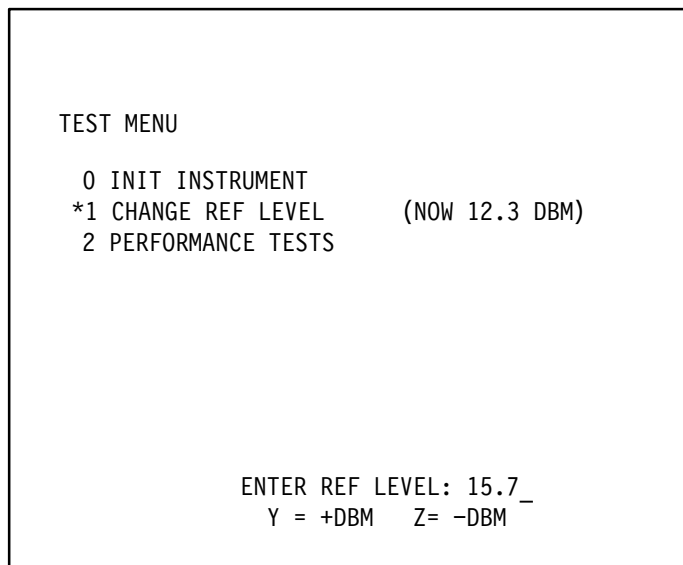 TEST MENU
0 INIT INSTRUMENT
*1 CHANGE REF LEVEL (NOW 12.3 DBM)
2 PERFORMANCE TESTS
ENTER REF LEVEL: 15.7_
Y = +DBM Z= −DBM